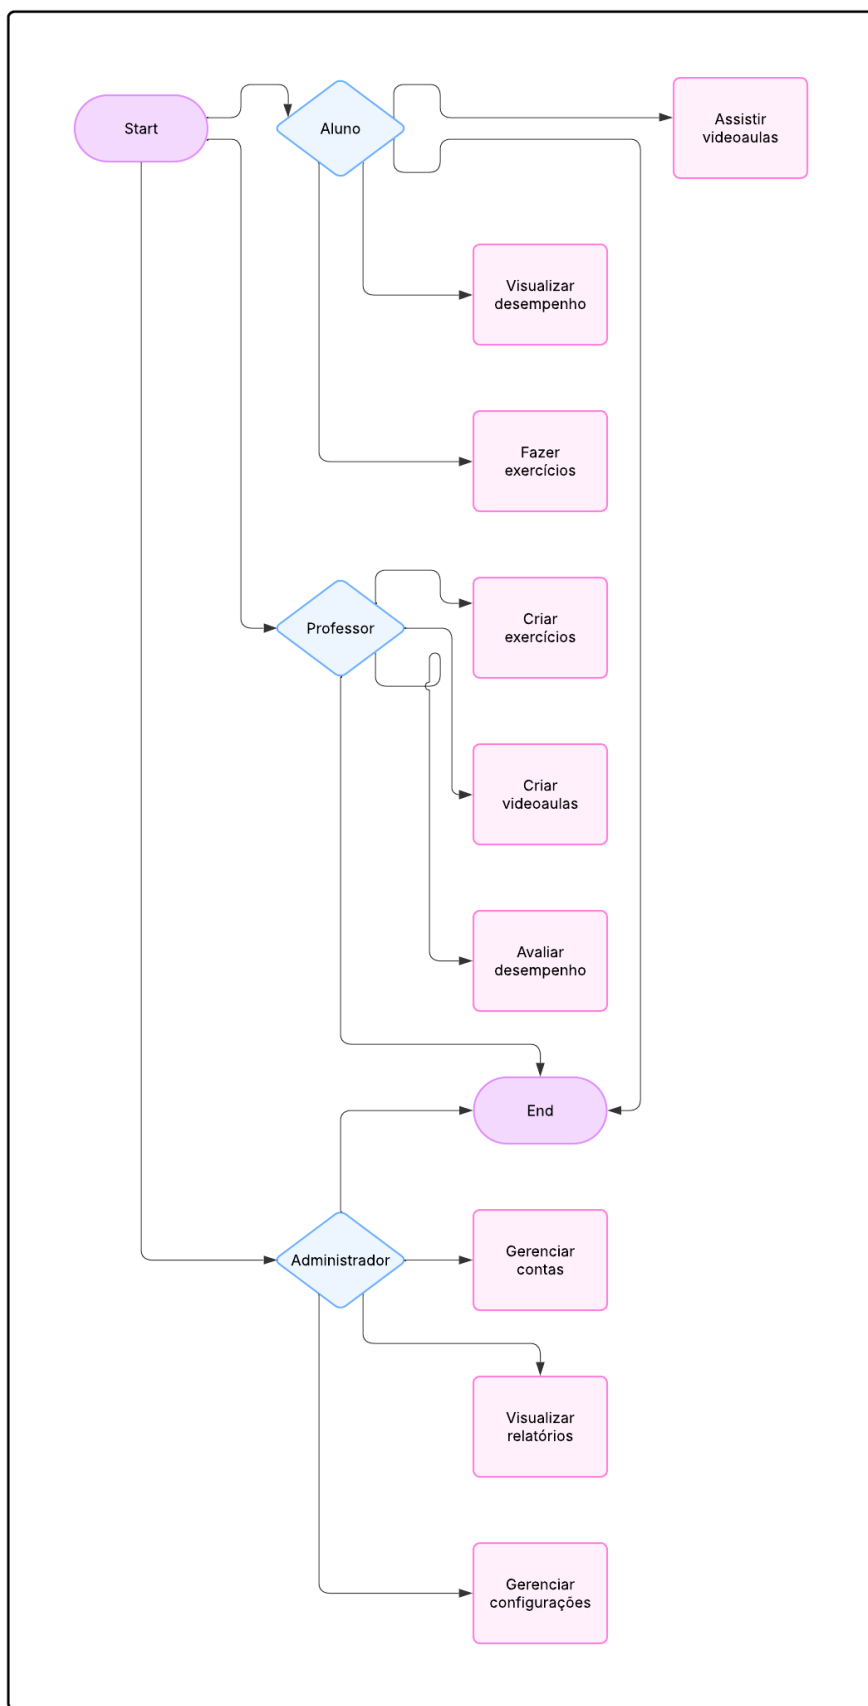 Start
Aluno
Assistir
videoaulas
Visualizar
desempenho
Fazer
exercícios
Professor
Criar
exercícios
Criar
videoaulas
Avaliar
desempenho
End
Administrador
Gerenciar
contas
Visualizar
relatórios
Gerenciar
configurações